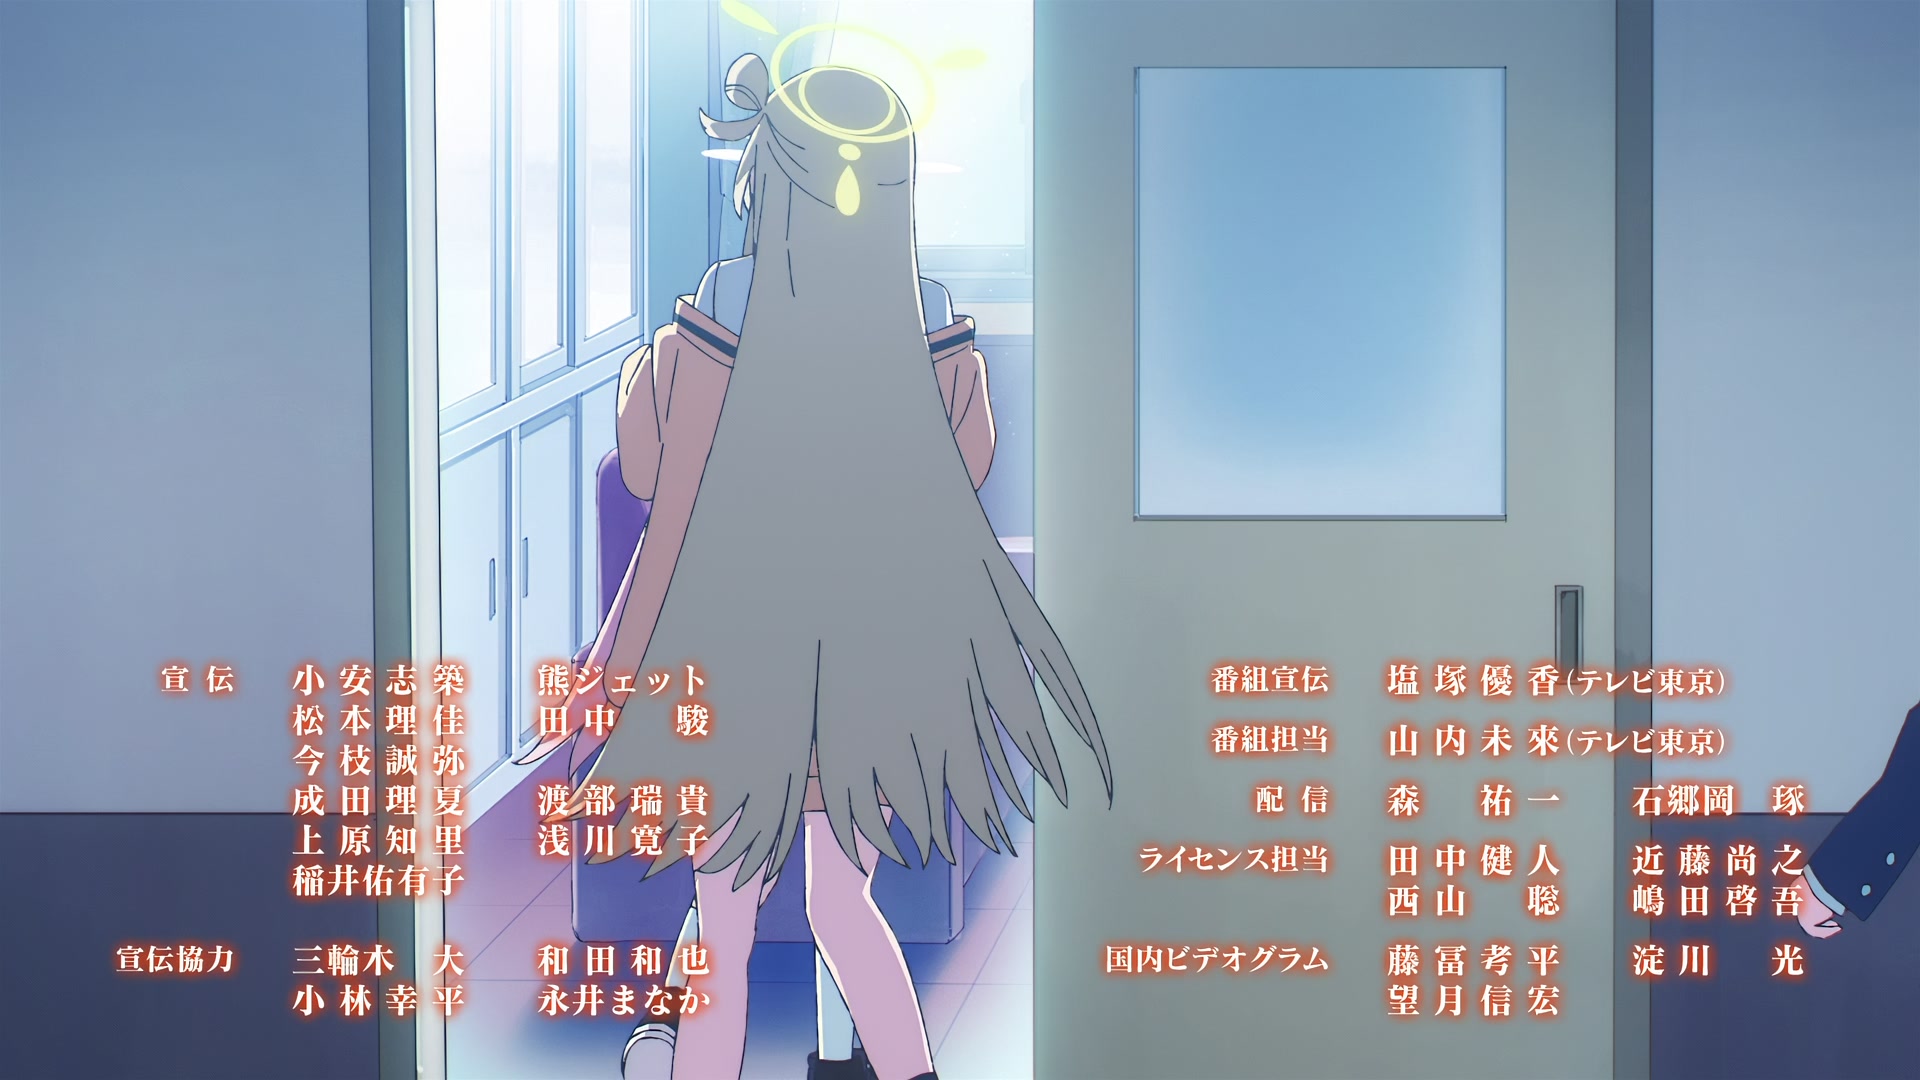 宣伝 小安志築 熊ジェット
松本理佳 田中 駿
今枝誠弥
成田理夏 渡部瑞貴
上原知里 浅川寛子
稲井佑有子
宣伝協力 三輪木 大 和田和也
小林幸平 永井まなか
番組宣伝 塩塚優香(テレビ東京)
番組担当 山内未來(テレビ東京)
配信 森 祐一 石郷岡 琢
ライセンス担当 田中健人 近藤尚之
西山 聡 嶋田啓吾
国内ビデオグラム 藤冨考平 淀川 光
望月信宏